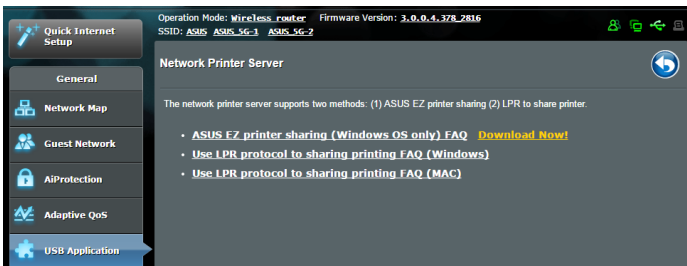 Quick Internet
Setup
General
Network Map
Guest Network
AiProtection
Adaptive QoS
USB Application
Operation Mode: Wireless router Firmware Version: 3.0.0.4.378_2816
SSID: ASUS ASUS_5G-1 ASUS_5G-2
Network Printer Server
The network printer server supports two methods: (1) ASUS EZ printer sharing (2) LPR to share printer.
• ASUS EZ printer sharing (Windows OS only) FAQ Download Now!
• Use LPR protocol to sharing printing FAQ (Windows)
• Use LPR protocol to sharing printing FAQ (MAC)